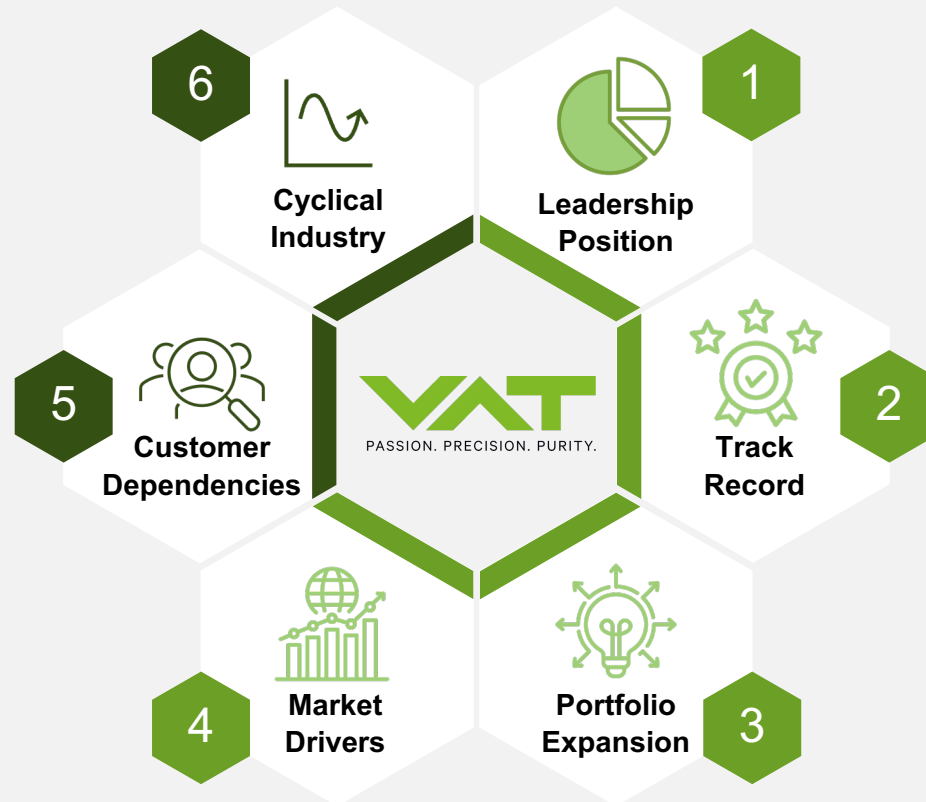 1
Leadership
Position
2
Track
Record
3
Portfolio
Expansion
4
Market
Drivers
5
Customer
Dependencies
6
Cyclical
Industry
VAT
PASSION. PRECISION. PURITY.